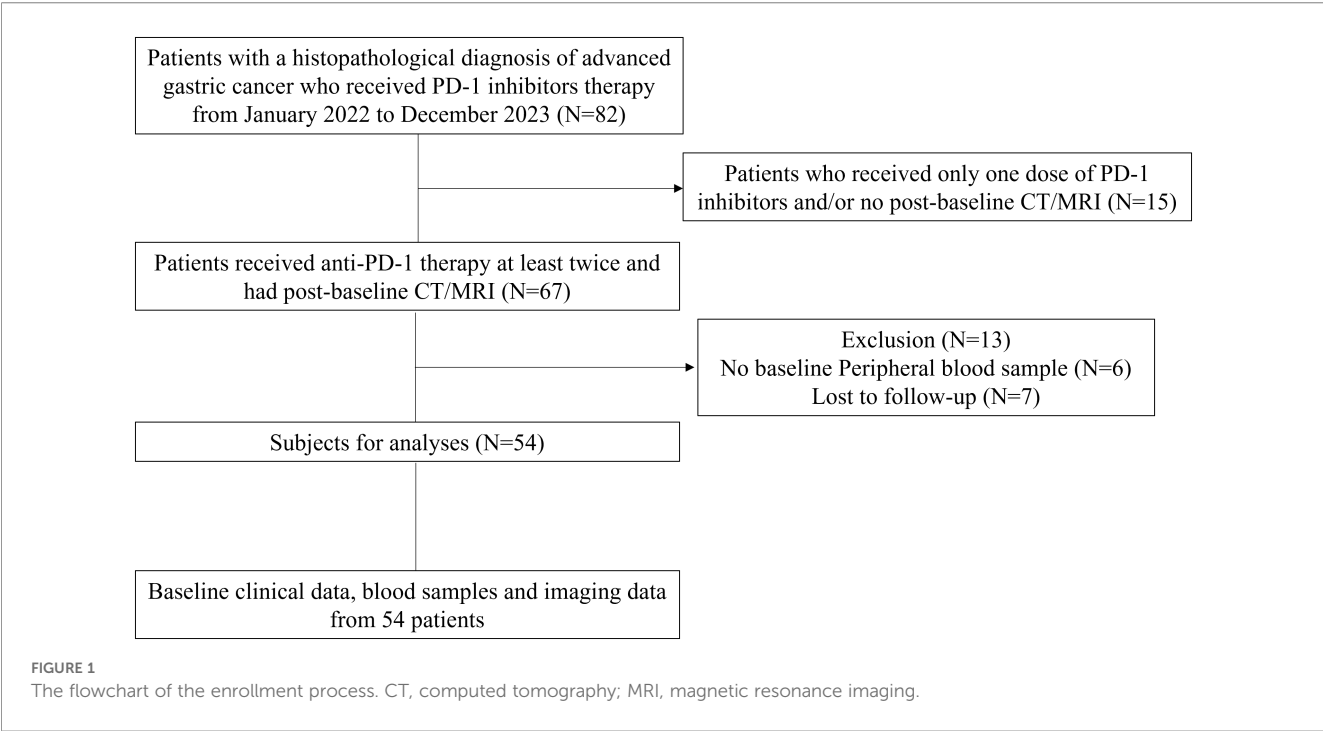 Patients with a histopathological diagnosis of advanced
gastric cancer who received PD-1 inhibitors therapy
from January 2022 to December 2023 (N=82)
Patients who received only one dose of PD-1
inhibitors and/or no post-baseline CT/MRI (N=15)
Patients received anti-PD-1 therapy at least twice and
had post-baseline CT/MRI (N=67)
Exclusion (N=13)
No baseline Peripheral blood sample (N=6)
Lost to follow-up (N=7)
Subjects for analyses (N=54)
Baseline clinical data, blood samples and imaging data
from 54 patients
FIGURE 1
The flowchart of the enrollment process. CT, computed tomography; MRI, magnetic resonance imaging.